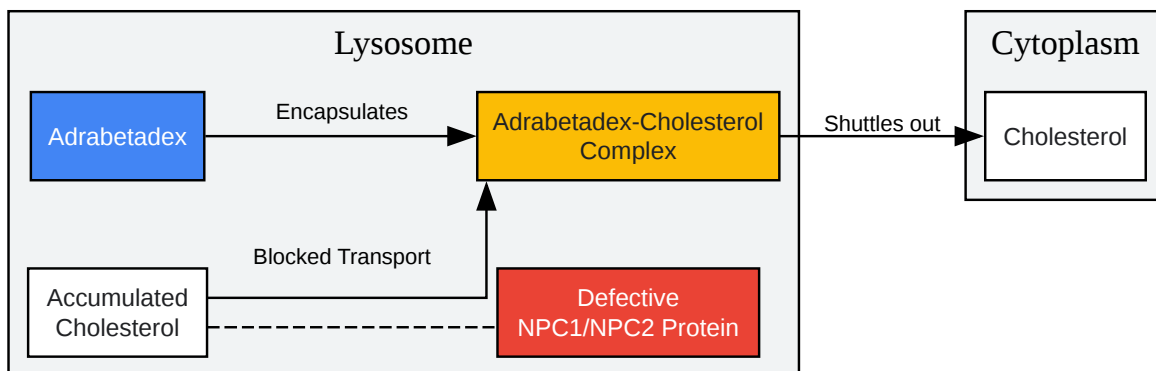 Lysosome
Cytoplasm
Adrabetadex
Encapsulates
Adrabetadex-Cholesterol
Complex
Shuttles out
Cholesterol
Blocked Transport
Accumulated
Cholesterol
Defective
NPC1/NPC2 Protein